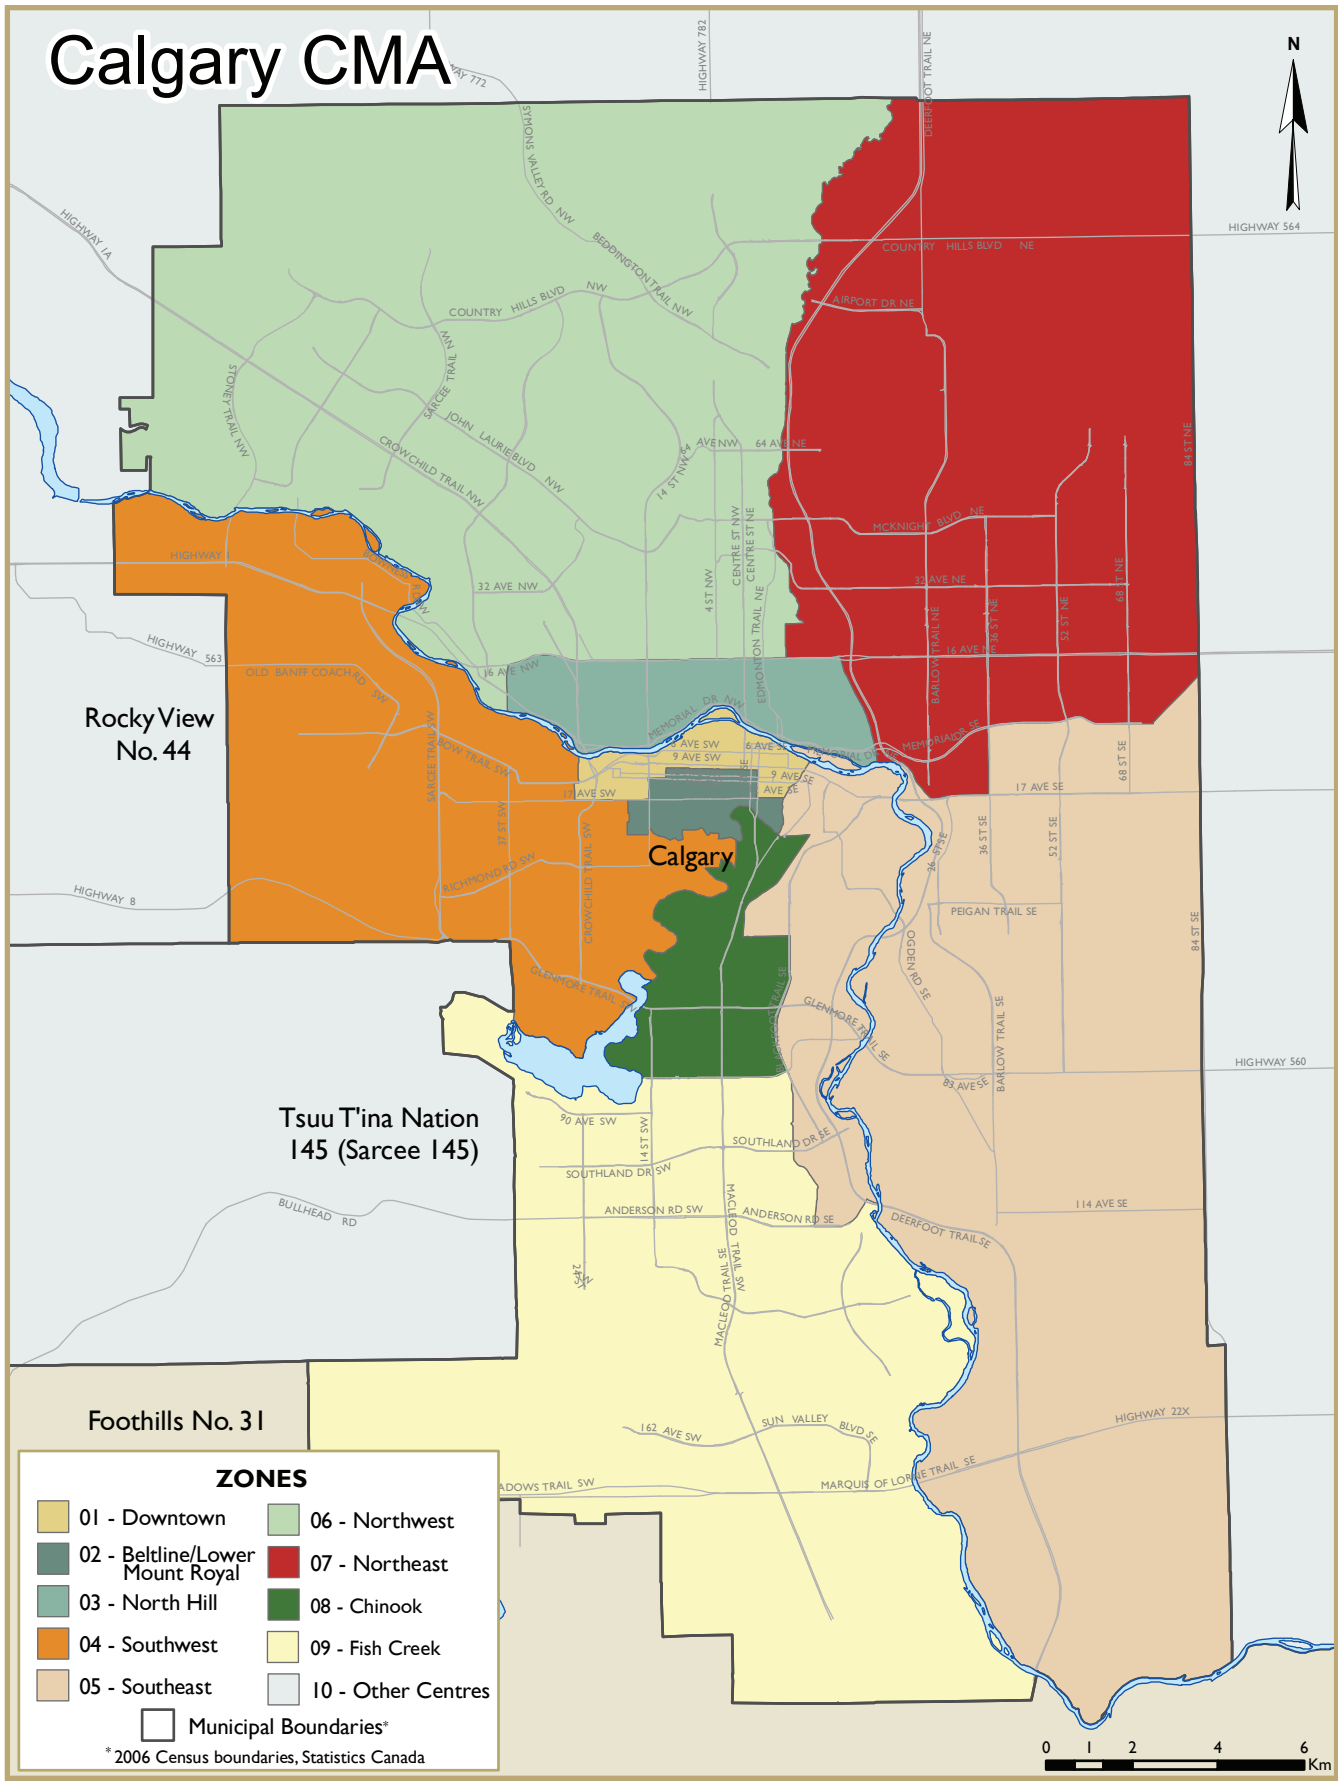 Calgary CMA
N
HIGHWAY 782
DEERFOOT TRAIL NE
SYMONS VALLEY RD NW
HIGHWAY 1A
HIGHWAY 564
BEDDINGTON TRAIL NW
COUNTRY HILLS BLVD NE
COUNTRY HILLS BLVD NW
AIRPORT DR NE
STONEY TRAIL NW
SARCEE TRAIL NW
JOHN LAURIE BLVD NW
CROWCHILD TRAIL NW
64 AVE NW
64 AVE NE
14 ST NW
84 ST NE
MCKNIGHT BLVD NE
CENTRE ST NW
CENTRE ST NE
HIGHWAY 1
32 AVE NW
32 AVE NE
4 ST NW
EDMONTON TRAIL NE
BARLOW TRAIL NE
36 ST NE
52 ST NE
68 ST NE
HIGHWAY 563
OLD BANFF COACH RD SW
16 AVE NW
16 AVE NE
Rocky View
No. 44
SARCEE TRAIL SW
BOW TRAIL SW
MEMORIAL DR NW
MEMORIAL DR SE
6 AVE SE
9 AVE SW
9 AVE SE
17 AVE SW
AVE SE
17 AVE SE
68 ST SE
37 ST SW
CROWCHILD TRAIL SW
Calgary
RICHMOND RD SW
HIGHWAY 8
26 ST SE
36 ST SE
52 ST SE
PEIGAN TRAIL SE
84 ST SE
OGDEN RD SE
GLENMORE TRAIL SW
BLACKFOOT TRAIL SE
GLENMORE TRAIL SE
BARLOW TRAIL SE
HIGHWAY 560
83 AVE SE
Tsuu T'ina Nation
145 (Sarcee 145)
90 AVE SW
14 ST SW
SOUTHLAND DR SE
SOUTHLAND DR SW
BULLHEAD RD
ANDERSON RD SW
ANDERSON RD SE
MACLEOD TRAIL SW
MACLEOD TRAIL SE
114 AVE SE
DEERFOOT TRAIL SE
Foothills No. 31
162 AVE SW
SUN VALLEY BLVD SE
HIGHWAY 22X
ADOWS TRAIL SW
MARQUIS OF LORNE TRAIL SE
ZONES
01 - Downtown
02 - Beltline/Lower
Mount Royal
03 - North Hill
04 - Southwest
05 - Southeast
06 - Northwest
07 - Northeast
08 - Chinook
09 - Fish Creek
10 - Other Centres
Municipal Boundaries*
*2006 Census boundaries, Statistics Canada
0 1 2 4 6
Km